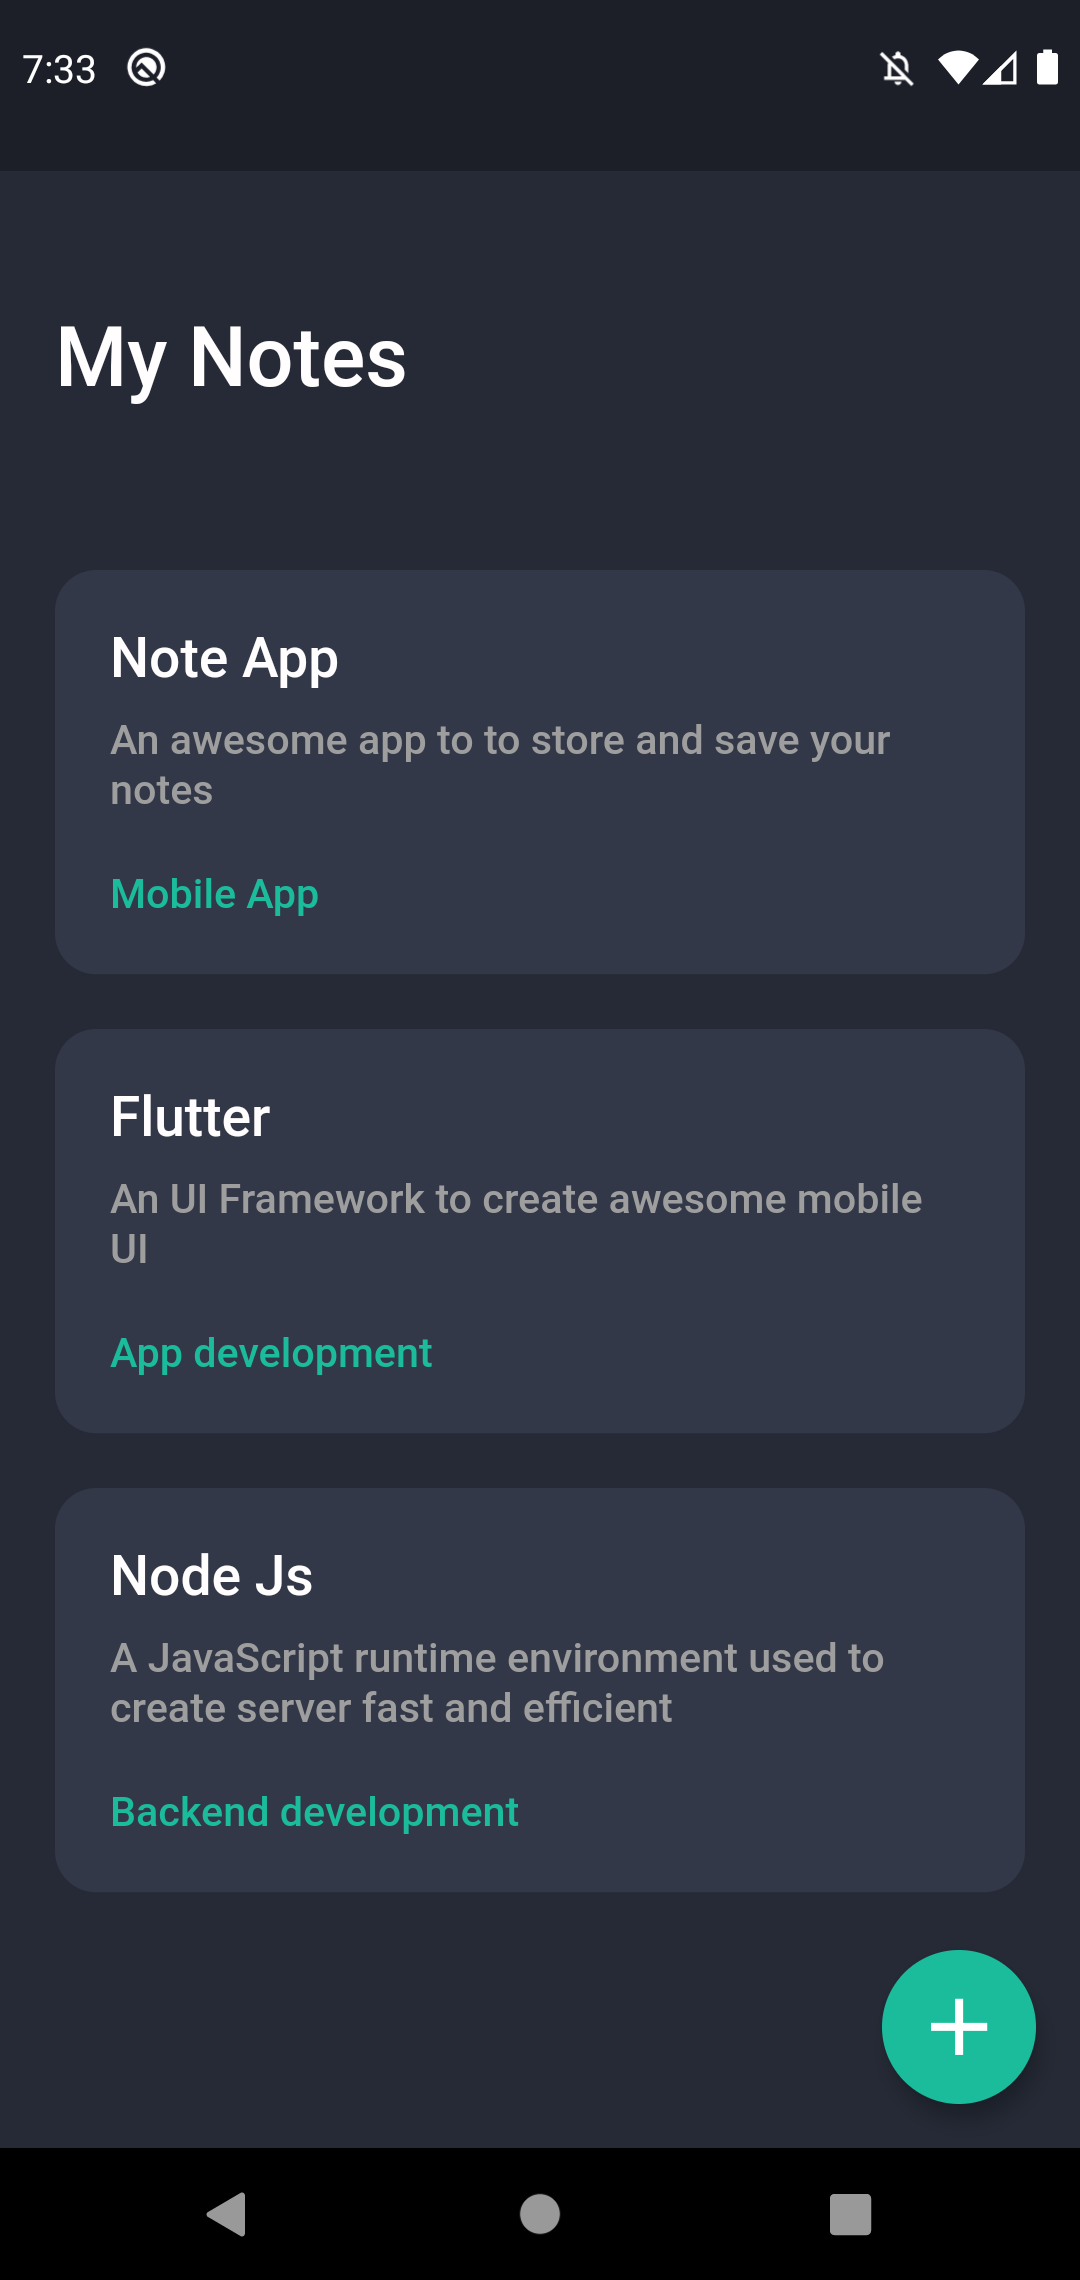 7:33
My Notes
Note App
An awesome app to to store and save your
notes
Mobile App
Flutter
An UI Framework to create awesome mobile
UI
App development
Node Js
A JavaScript runtime environment used to
create server fast and efficient
Backend development